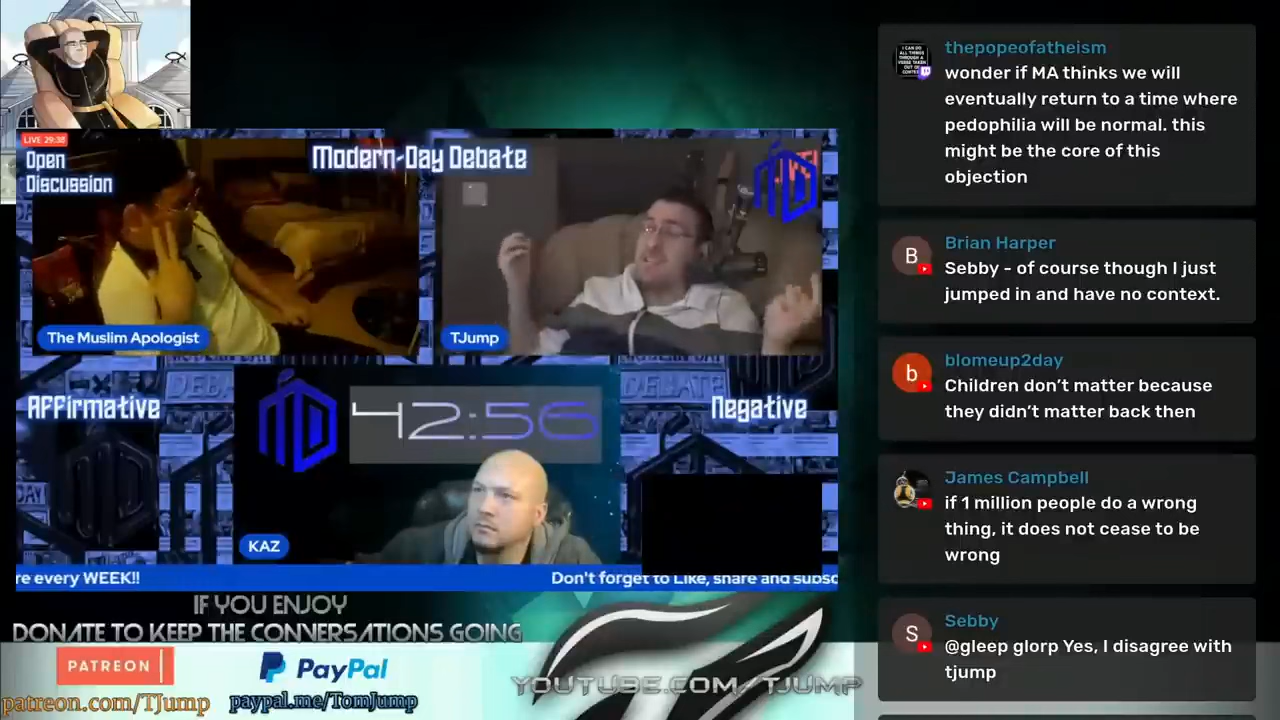 LIVE 29:38
Open
Discussion
Modern-Day Debate
The Muslim Apologist
TJump
Affirmative
42:56
Negative
KAZ
re every WEEK!!
Don't forget to Like, share and subsc
IF YOU ENJOY
DONATE TO KEEP THE CONVERSATIONS GOING
PATREON
PayPal
patreon.com/TJump
paypal.me/TomJump
YOUTUBE.COM/TJUMP
thepopeofatheism
wonder if MA thinks we will
eventually return to a time where
pedophilia will be normal. this
might be the core of this
objection
B
Brian Harper
Sebby - of course though I just
jumped in and have no context.
b
blomeup2day
Children don't matter because
they didn't matter back then
James Campbell
if 1 million people do a wrong
thing, it does not cease to be
wrong
S
Sebby
@gleep glorp Yes, I disagree with
tjump